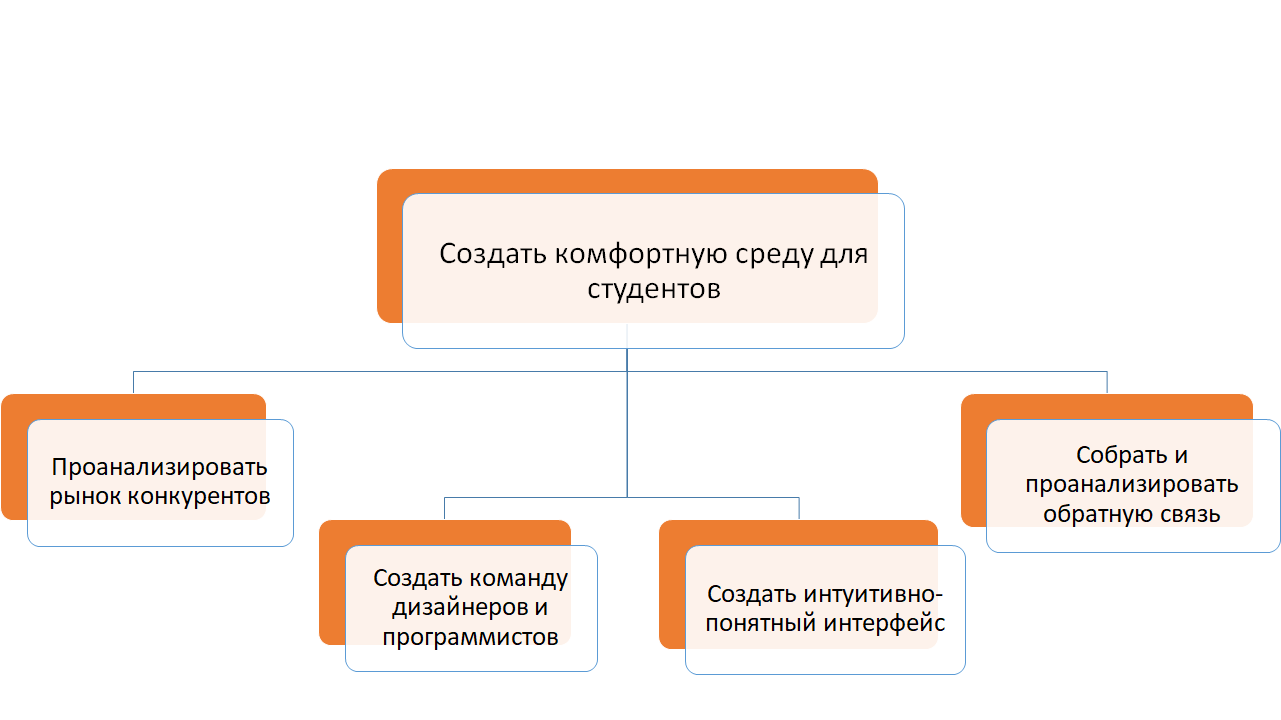 Создать комфортную среду для
студентов
Проанализировать
рынок конкурентов
Собрать и
проанализировать
обратную связь
Создать команду
дизайнеров и
программистов
Создать интуитивно-
понятный интерфейс